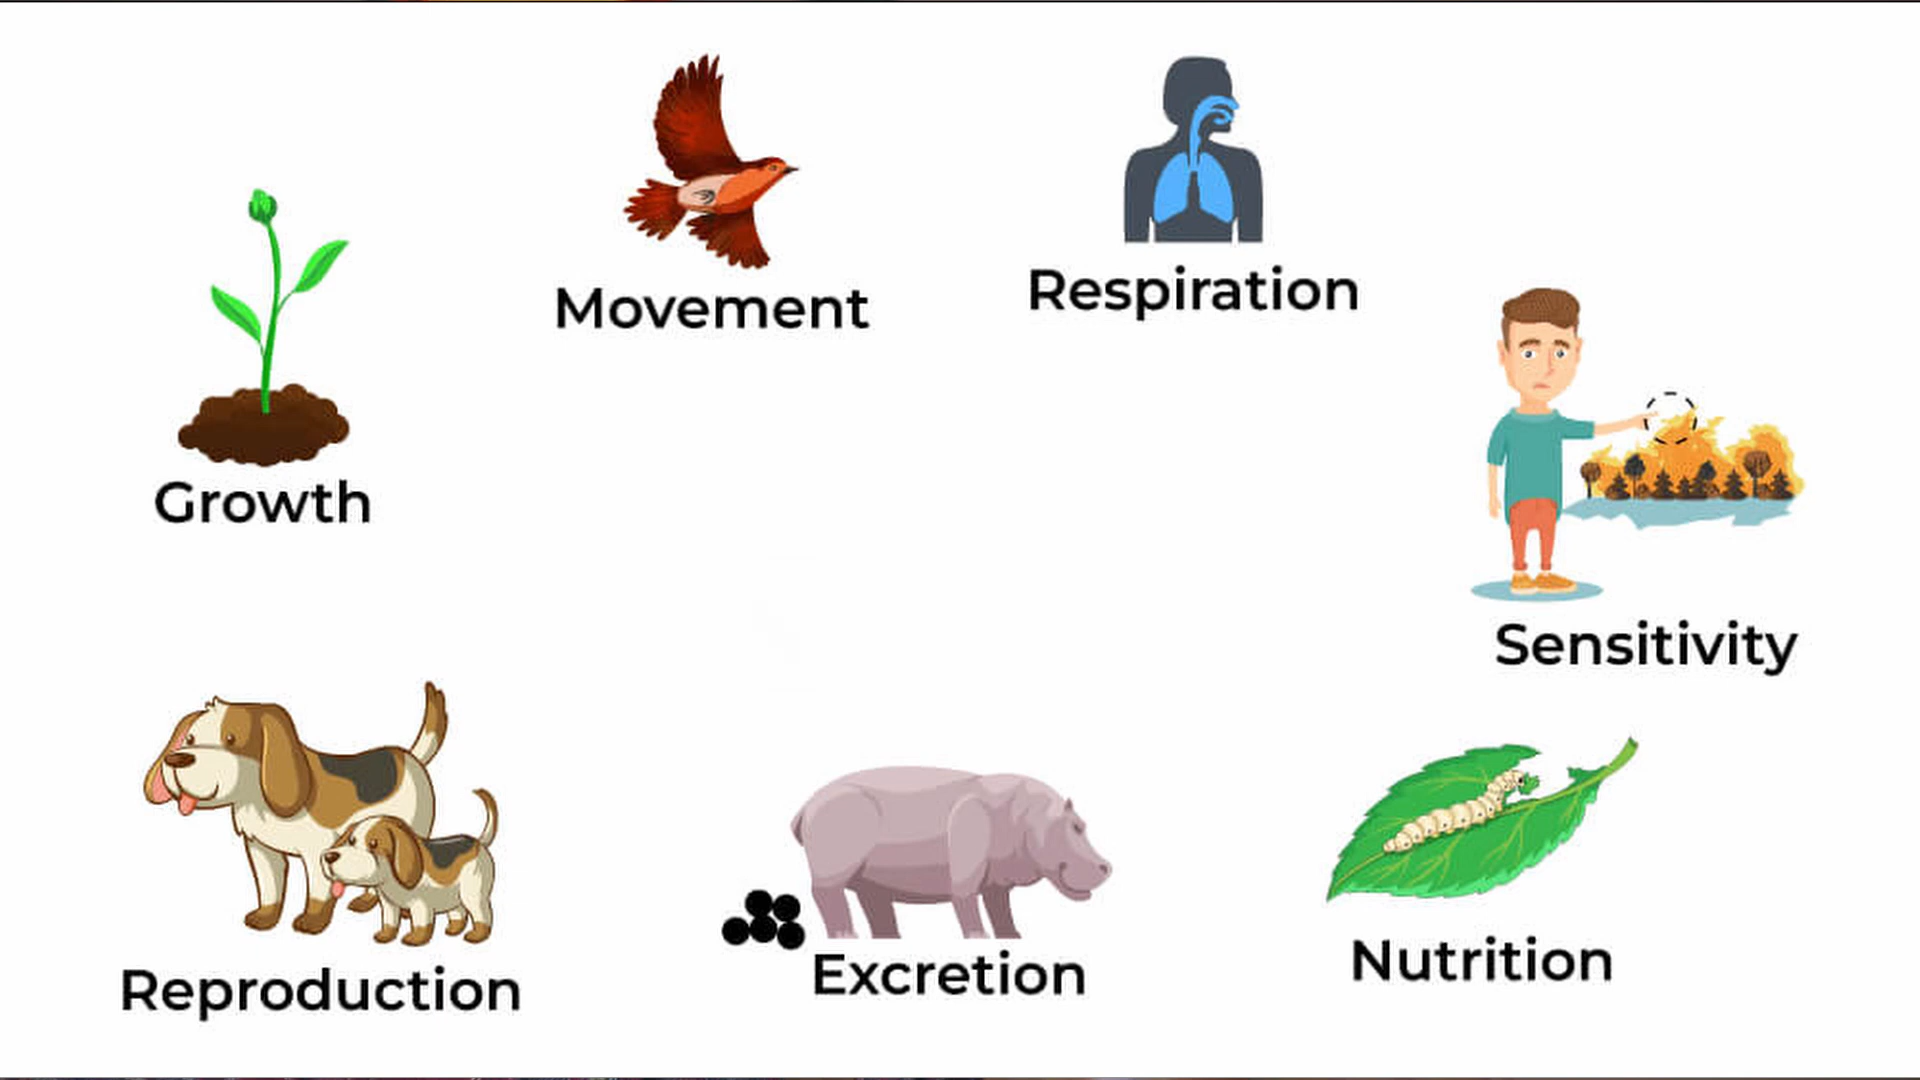 Movement
Respiration
Growth
Sensitivity
Reproduction
Excretion
Nutrition